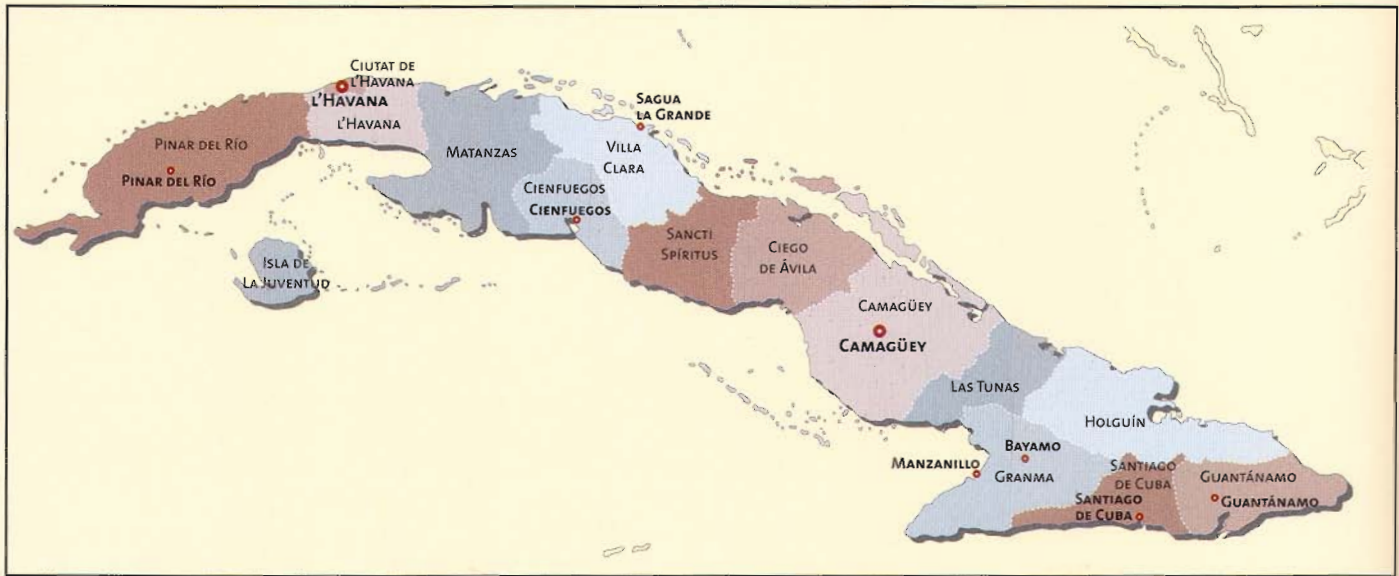 CIUTAT DE
L'HAVANA
L'HAVANA
L'HAVANA
PINAR DEL RÍO
PINAR DEL RÍO
ISLA DE
LA JUVENTUD
MATANZAS
SAGUA
LA GRANDE
VILLA
CLARA
CIENFUEGOS
CIENFUEGOS
SANCTI
SPÍRITUS
CIEGO
DE ÁVILA
CAMAGÜEY
CAMAGÜEY
LAS TUNAS
HOLGUÍN
BAYAMO
MANZANILLO
GRANMA
SANTIAGO
DE CUBA
SANTIAGO
DE CUBA
GUANTÁNAMO
GUANTÁNAMO